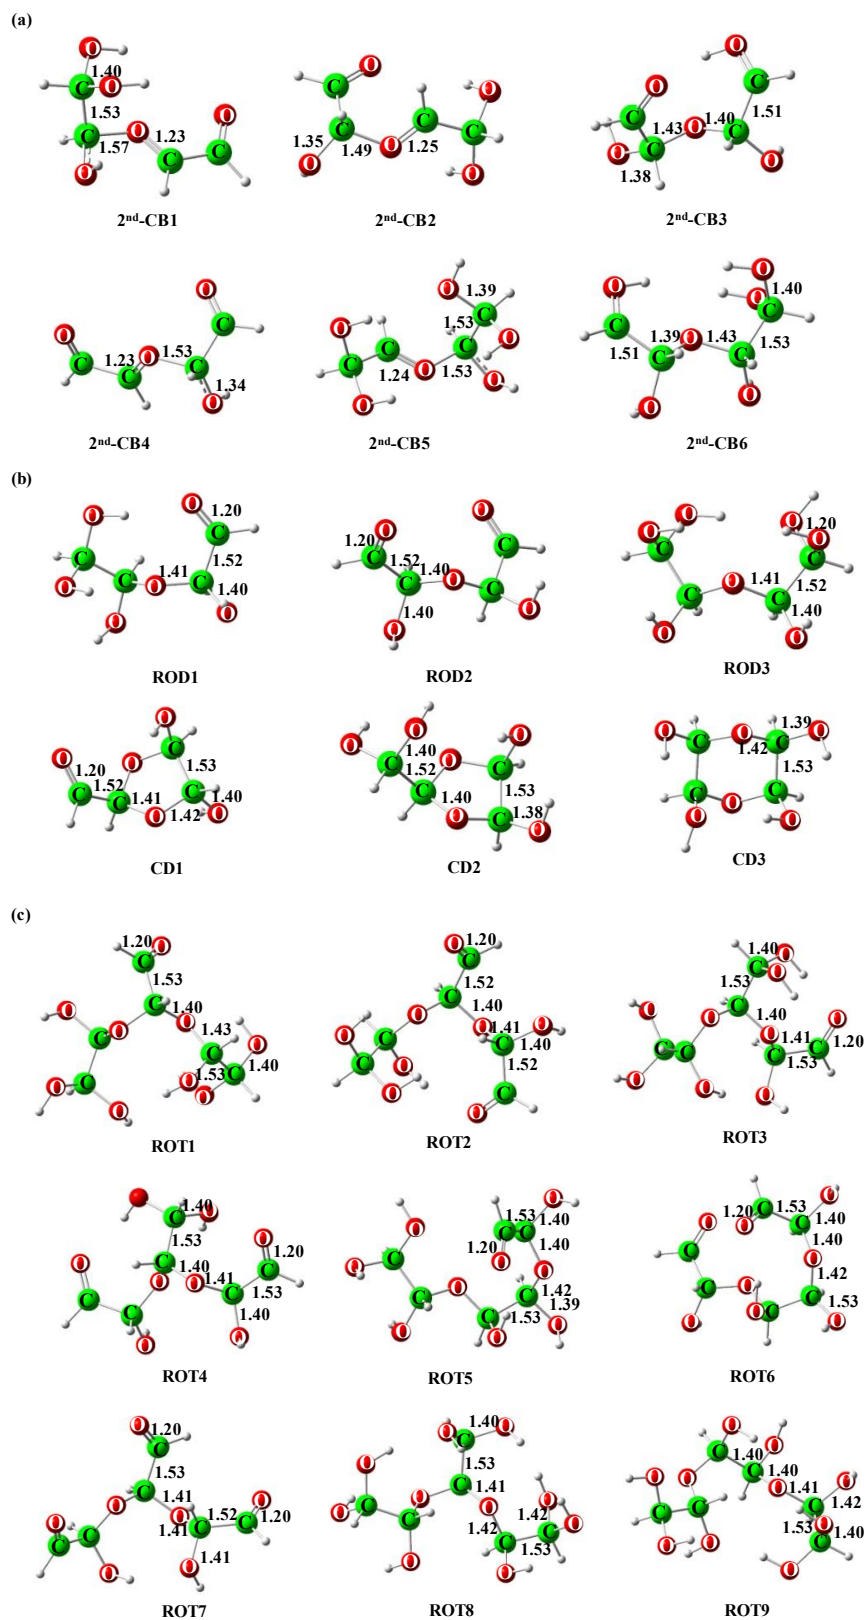 (a)
O
O
1.40
C
O
O
1.53
C
O
1.23
C
1.57
C
O
2nd-CB1
C
O
C
O
1.35
C
O
1.49
O
1.25
C
O
2nd-CB2
O
C
O
C
1.51
O
1.43
O
1.40
C
C
1.38
O
2nd-CB3
O
O
C
C
O
1.53
1.23
C
C
1.34
O
2nd-CB4
O
1.39
C
O
1.53
O
C
C
C
1.24
O
1.53
O
O
2nd-CB5
O
O
1.40
O
C
C
1.39
O
1.43
1.53
1.51
C
C
O
O
2nd-CB6
(b)
O
1.20
O
C
C
1.52
C
1.41
O
O
C
1.40
O
O
ROD1
O
1.20
O
C
C
1.52
1.40
C
O
C
1.40
O
O
ROD2
O
O
O
1.20
O
C
C
1.41
1.52
C
O
C
1.40
O
O
ROD3
O
C
O
O
1.20
1.53
1.52
C
C
1.41
C
1.40
O
O
1.42
CD1
O
O
O
1.40
C
O
C
1.52
C
1.53
1.40
O
C
1.38
O
CD2
O
C
O
1.39
C
O
1.42
1.53
C
O
C
O
O
CD3
(c)
1.20
O
C
1.53
O
O
C
1.40
O
C
1.43
O
C
C
C
O
1.53
1.40
O
O
O
ROT1
1.20
O
C
1.52
C
1.40
O
O
O
1.41
C
O
C
O
1.40
C
O
1.52
O
C
ROT2
1.40
C
O
O
1.53
O
C
O
1.40
O
O
1.41
C
C
C
C
1.20
1.53
O
O
O
ROT3
1.40
C
O
1.53
O
O
C
1.40
1.20
O
O
1.41
C
C
C
1.53
C
1.40
O
O
ROT4
O
O
1.53
C
C
1.40
C
1.20
O
1.40
O
O
C
O
1.42
C
C
1.39
O
O
1.53
O
ROT5
O
C
1.53
O
1.20
O
C
1.40
C
1.40
O
1.42
C
O
O
C
C
1.53
O
O
ROT6
O
1.20
C
1.53
C
1.41
O
O
1.52
O
O
C
1.41
C
C
1.20
C
1.41
O
O
ROT7
1.40
O
C
O
O
1.53
C
1.41
O
O
C
O
O
1.42
C
1.42
C
C
O
1.53
O
O
ROT8
O
C
1.40
O
O
O
C
1.40
O
1.41
O
O
C
C
C
1.42
1.53
O
1.40
O
O
C
O
ROT9